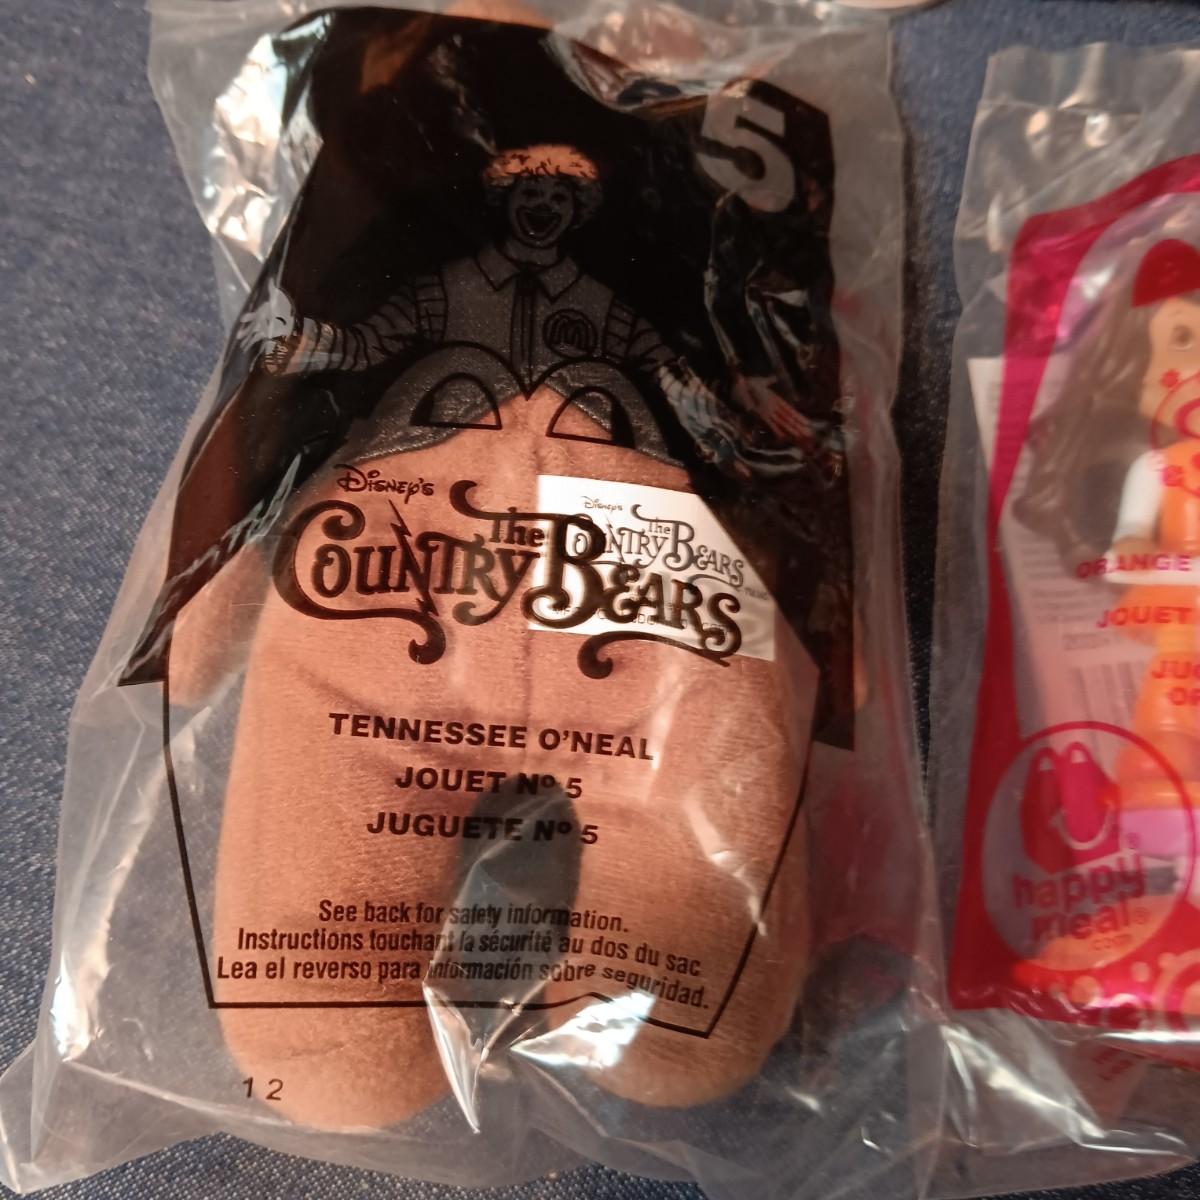 5
M
Disney's
The
Country Bears
Disney's
The
Country Bears
TENNESSEE O'NEAL
JOUET Nº 5
JUGUETE Nº 5
See back for safety information.
Instructions touchant la sécurité au dos du sac
Lea el reverso para información sobre seguridad.
12
ORANGE
JOUET
happy
meal®
.com